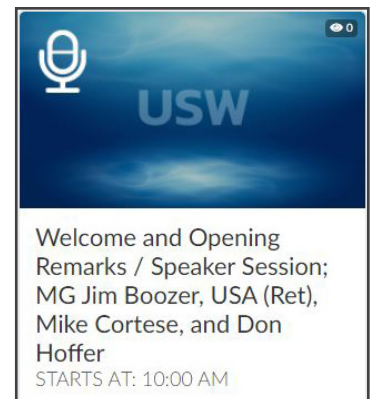 0
USW
Welcome and Opening
Remarks / Speaker Session;
MG Jim Boozer, USA (Ret),
Mike Cortese, and Don
Hoffer
STARTS AT: 10:00 AM